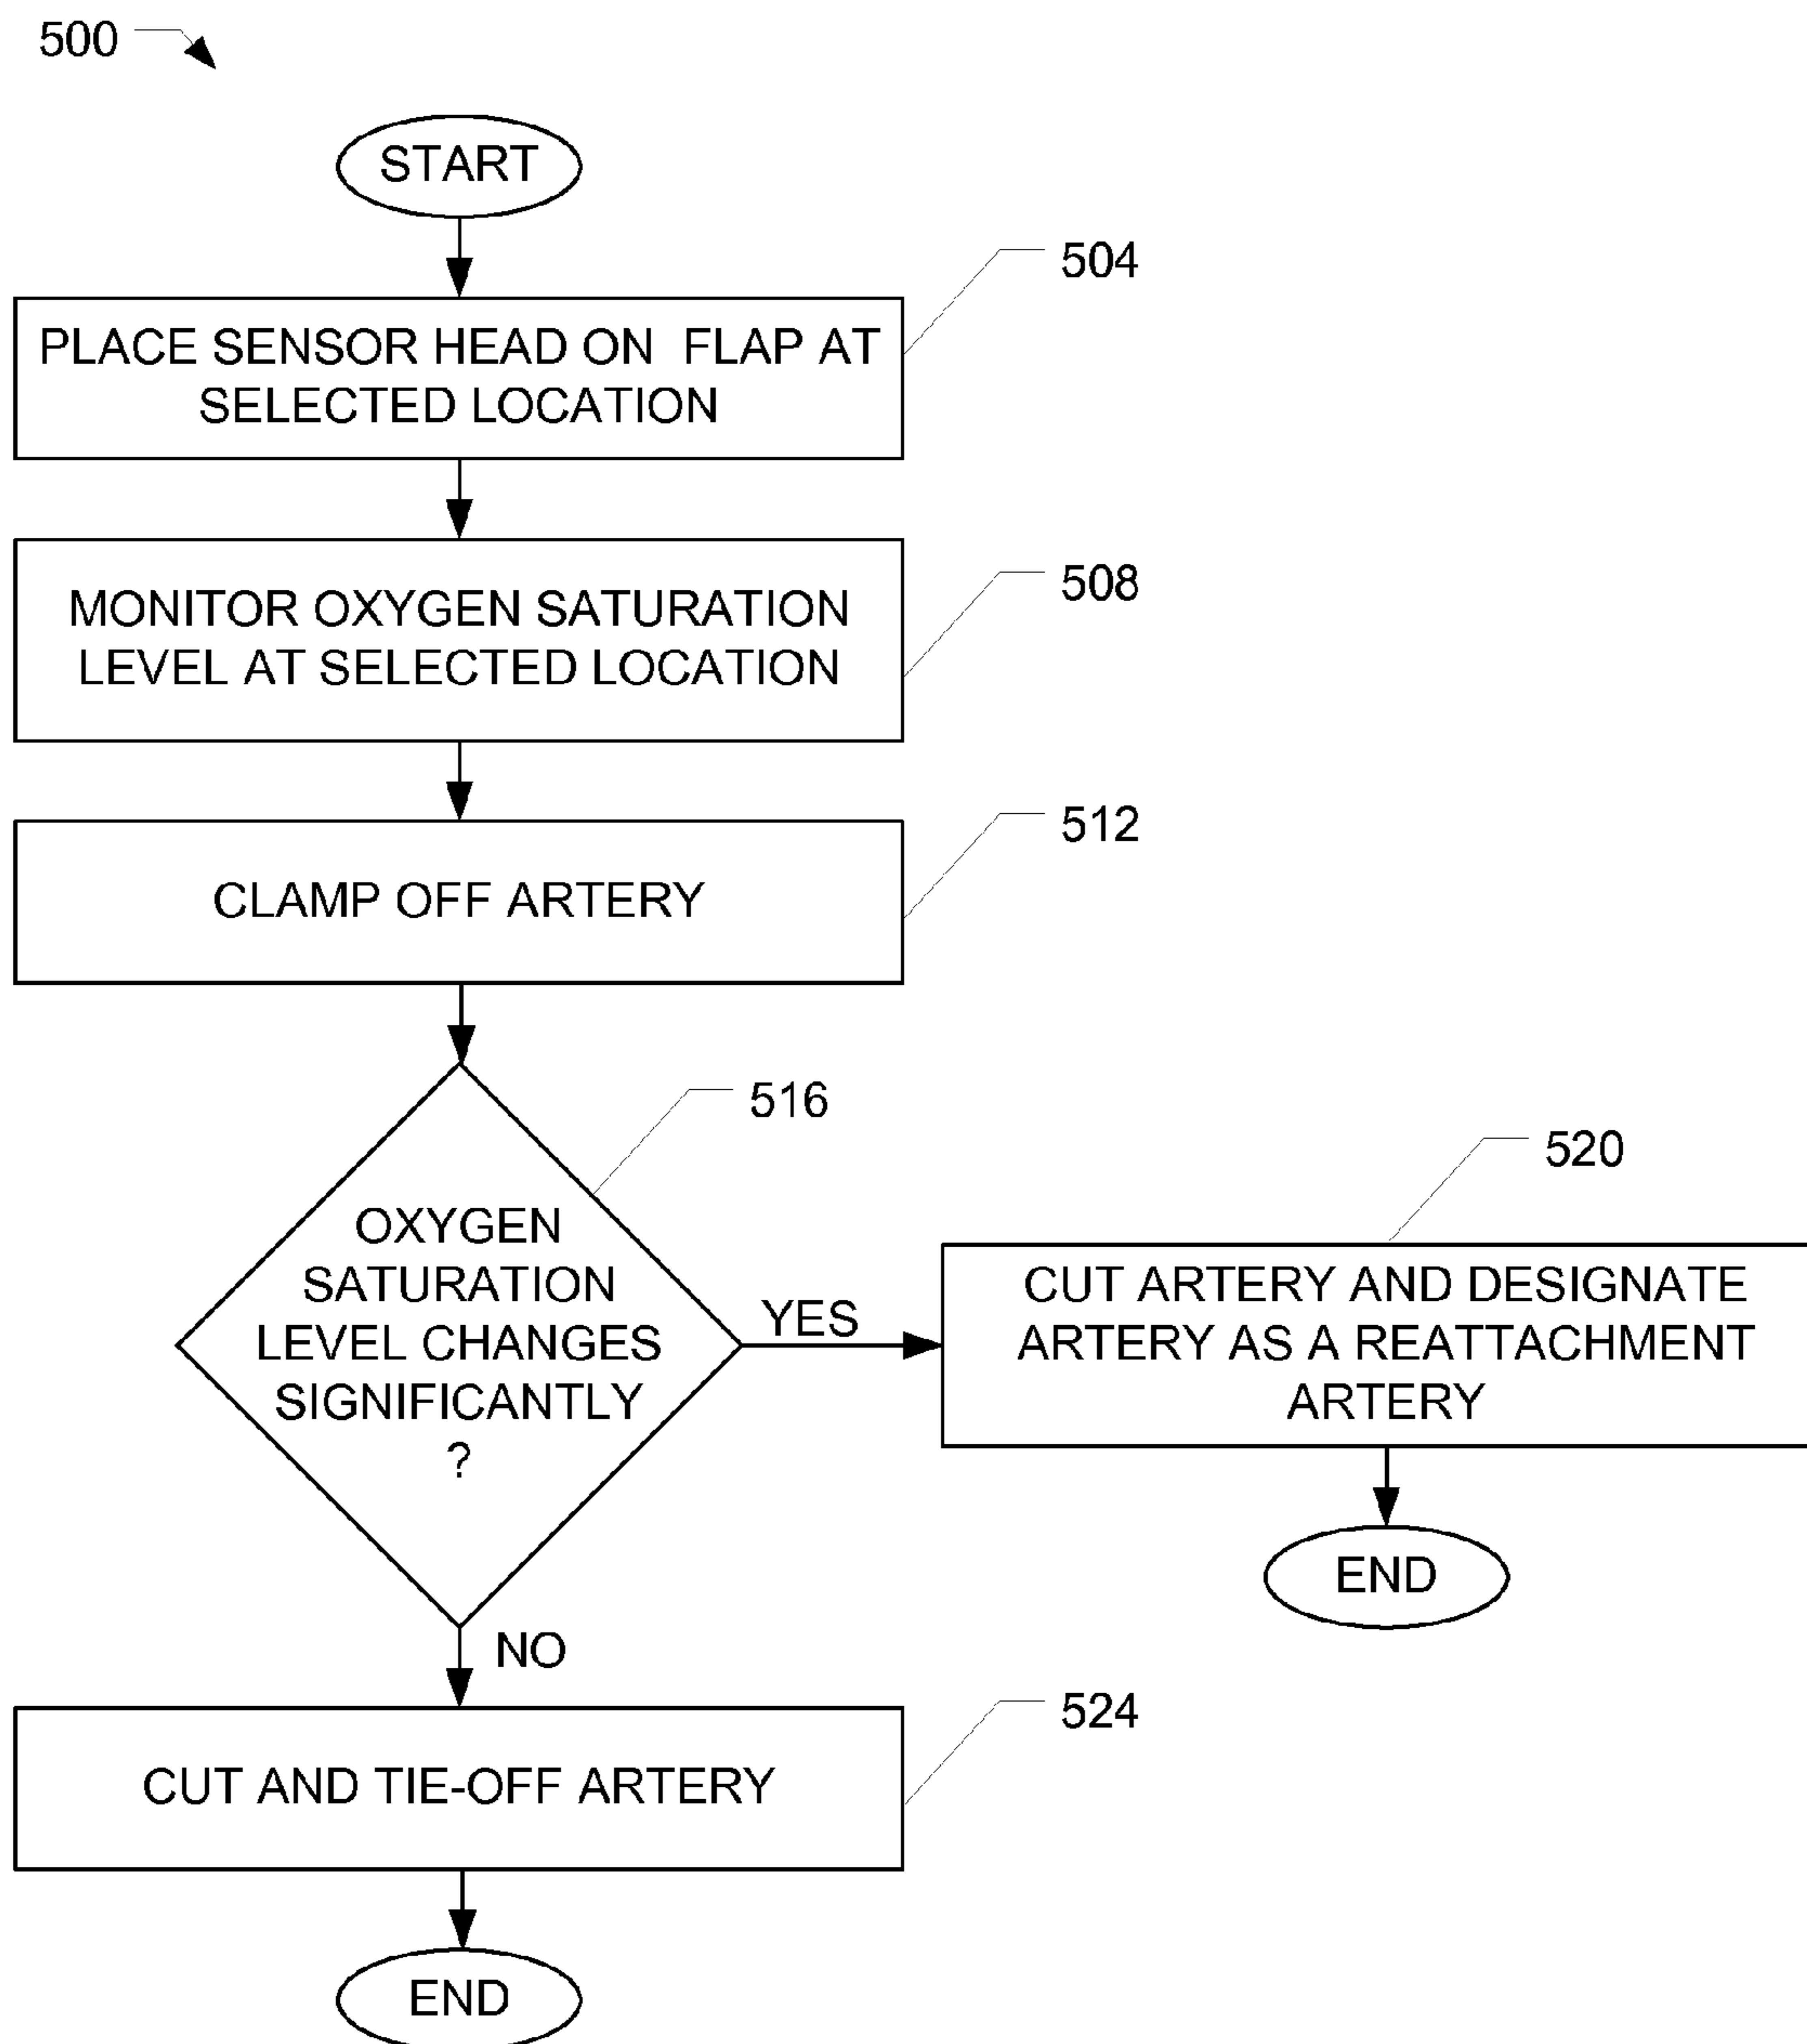 500
START
504
PLACE SENSOR HEAD ON FLAP AT
SELECTED LOCATION
508
MONITOR OXYGEN SATURATION
LEVEL AT SELECTED LOCATION
512
CLAMP OFF ARTERY
516
OXYGEN
SATURATION
LEVEL CHANGES
SIGNIFICANTLY
?
YES
520
CUT ARTERY AND DESIGNATE
ARTERY AS A REATTACHMENT
ARTERY
END
NO
524
CUT AND TIE-OFF ARTERY
END